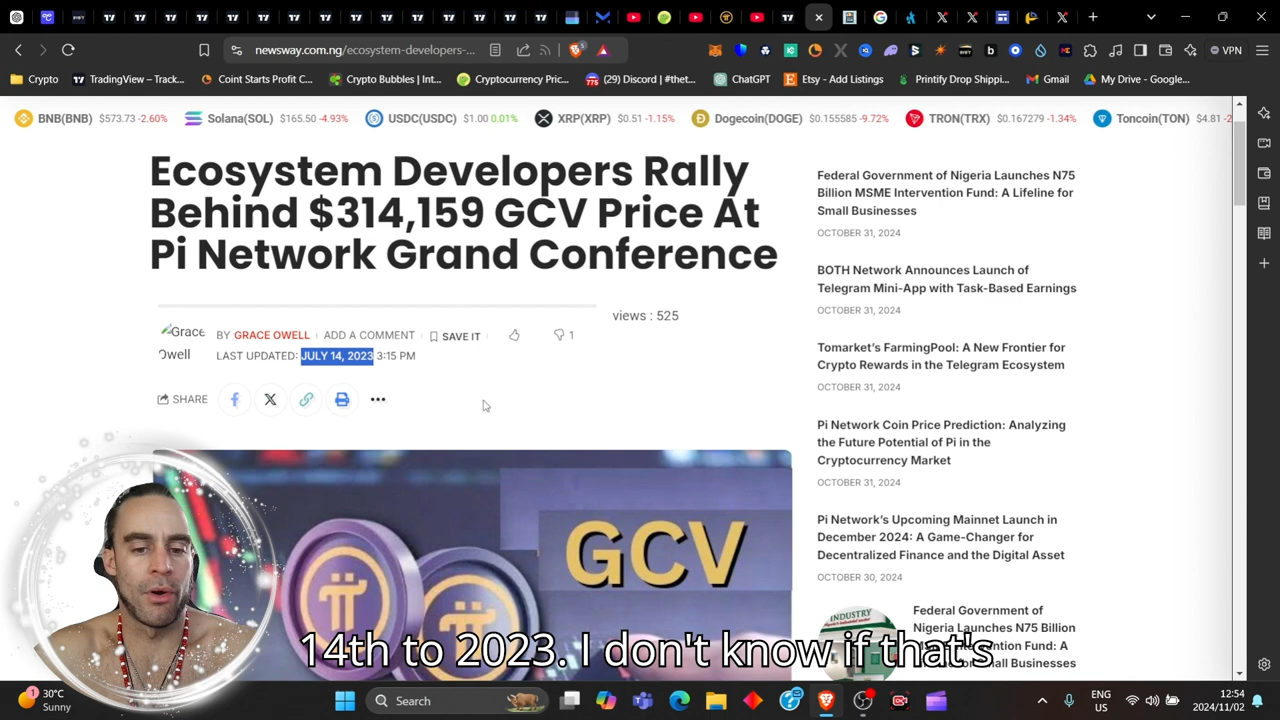 newsway.com.ng/ecosystem-developers-...
VPN
Crypto
TradingView – Track...
Coint Starts Profit C...
Crypto Bubbles | Int...
Cryptocurrency Pric...
(29) Discord | #thet...
ChatGPT
Etsy - Add Listings
Printify Drop Shippi...
Gmail
My Drive - Google...
BNB(BNB) $573.73 -2.60%
Solana(SOL) $165.50 -4.93%
USDC(USDC) $1.00 0.01%
XRP(XRP) $0.51 -1.15%
Dogecoin(DOGE) $0.155585 -9.72%
TRON(TRX) $0.167279 -1.34%
Toncoin(TON) $4.81 -2
Ecosystem Developers Rally
Behind $314,159 GCV Price At
Pi Network Grand Conference
views : 525
Grace
Owell
BY GRACE OWELL ADD A COMMENT SAVE IT 1
LAST UPDATED: JULY 14, 2023 3:15 PM
SHARE
GCV
Federal Government of Nigeria Launches N75
Billion MSME Intervention Fund: A Lifeline for
Small Businesses
OCTOBER 31, 2024
BOTH Network Announces Launch of
Telegram Mini-App with Task-Based Earnings
OCTOBER 31, 2024
Tomarket's FarmingPool: A New Frontier for
Crypto Rewards in the Telegram Ecosystem
OCTOBER 31, 2024
Pi Network Coin Price Prediction: Analyzing
the Future Potential of Pi in the
Cryptocurrency Market
OCTOBER 31, 2024
Pi Network's Upcoming Mainnet Launch in
December 2024: A Game-Changer for
Decentralized Finance and the Digital Asset
OCTOBER 30, 2024
INDUSTRY
Federal Government of
Nigeria Launches N75 Billion
Intervention Fund: A
Small Businesses
14th to 2023. I don't know if that's
30°C
Sunny
Search
ENG
US
12:54
2024/11/02